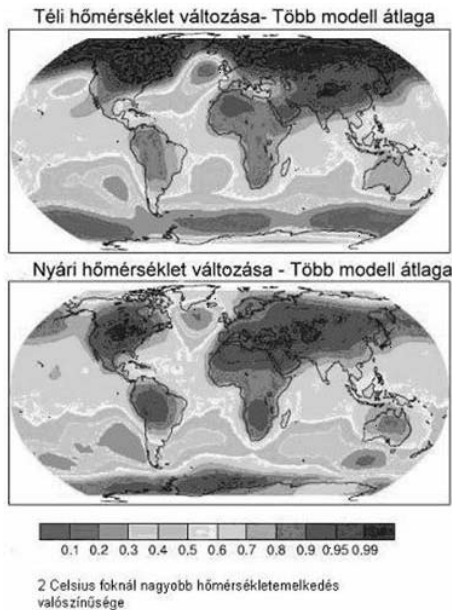 Téli hőmérséklet változása- Több modell átlaga
Nyári hőmérséklet változása - Több modell átlaga
0.1 0.2 0.3 0.4 0.5 0.6 0.7 0.8 0.9 0.95 0.99
2 Celsius foknál nagyobb hőmérsékletemelkedés
valószínűsége